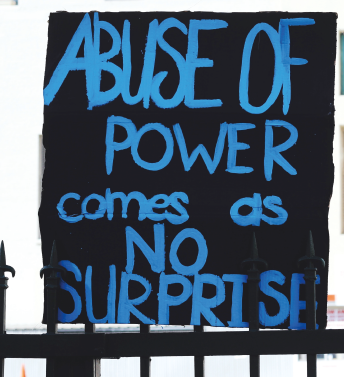 ABUSE OF
POWER
comes as
NO
SURPRISE